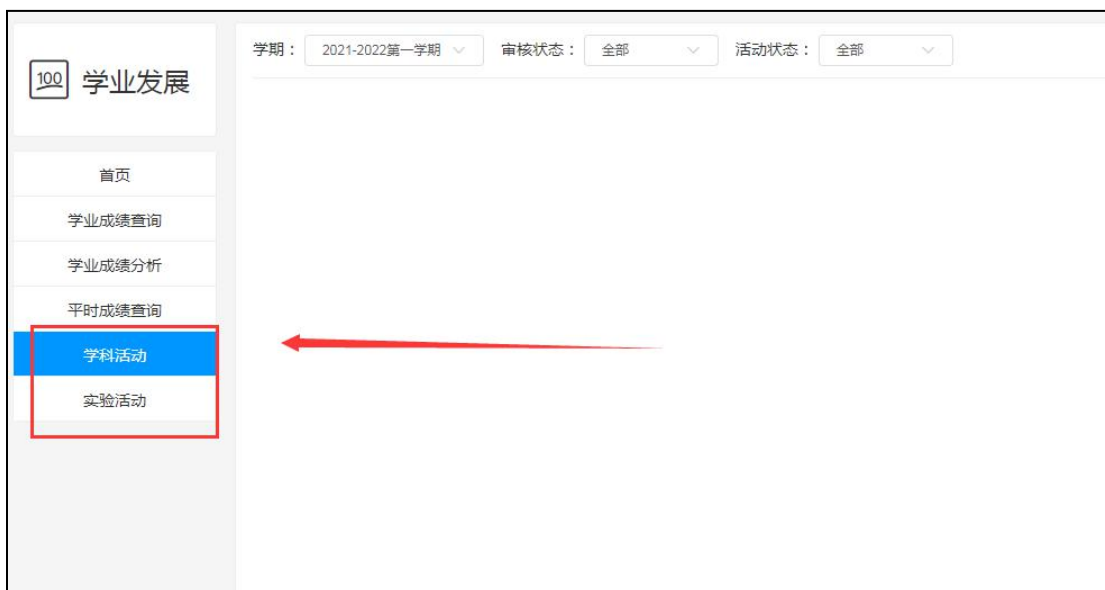 学期： 2021-2022第一学期 审核状态： 全部 活动状态： 全部
100 学业发展
首页
学业成绩查询
学业成绩分析
平时成绩查询
学科活动
实验活动